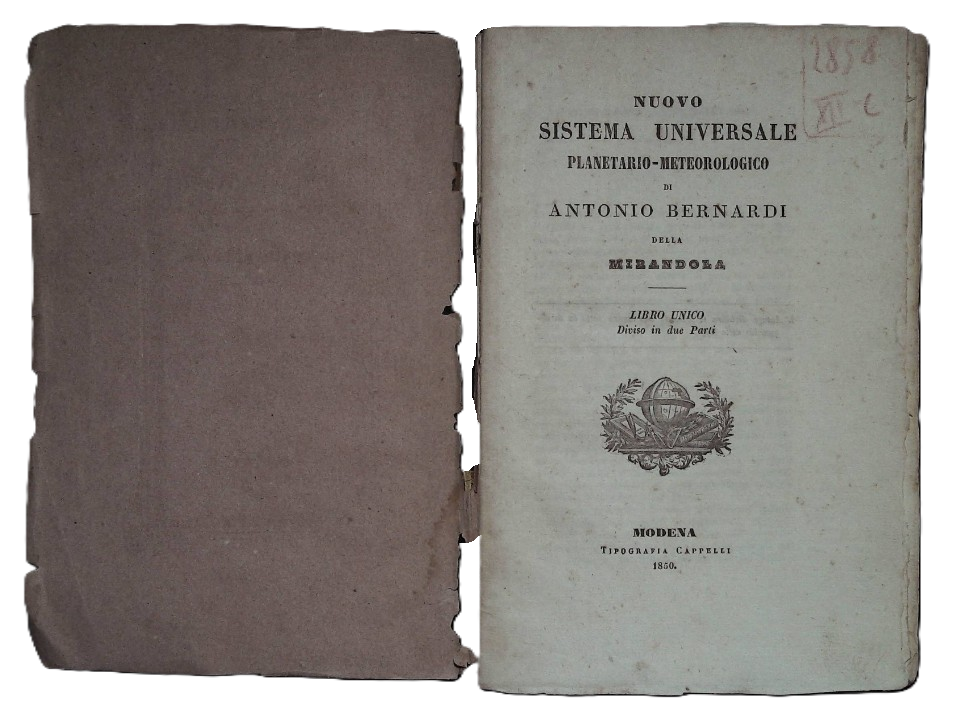 2858
XII C
NUOVO
SISTEMA UNIVERSALE
PLANETARIO-METEOROLOGICO
DI
ANTONIO BERNARDI
DELLA
MIRANDOLA
LIBRO UNICO
Diviso in due Parti
MODENA
TIPOGRAFIA CAPPELLI
1850.